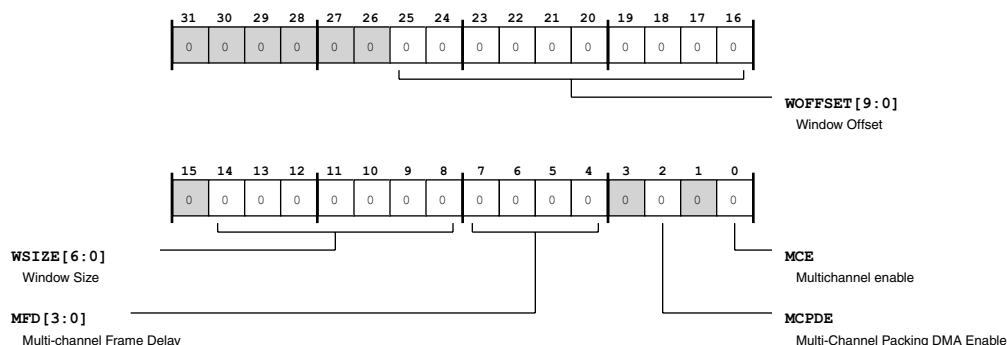 31 30 29 28 27 26 25 24 23 22 21 20 19 18 17 16
0 0 0 0 0 0 0 0 0 0 0 0 0 0 0 0
WOFFSET[9:0]
Window Offset
15 14 13 12 11 10 9 8 7 6 5 4 3 2 1 0
0 0 0 0 0 0 0 0 0 0 0 0 0 0 0 0
WSIZE[6:0]
Window Size
MCE
Multichannel enable
MFD[3:0]
Multi-channel Frame Delay
MCPDE
Multi-Channel Packing DMA Enable